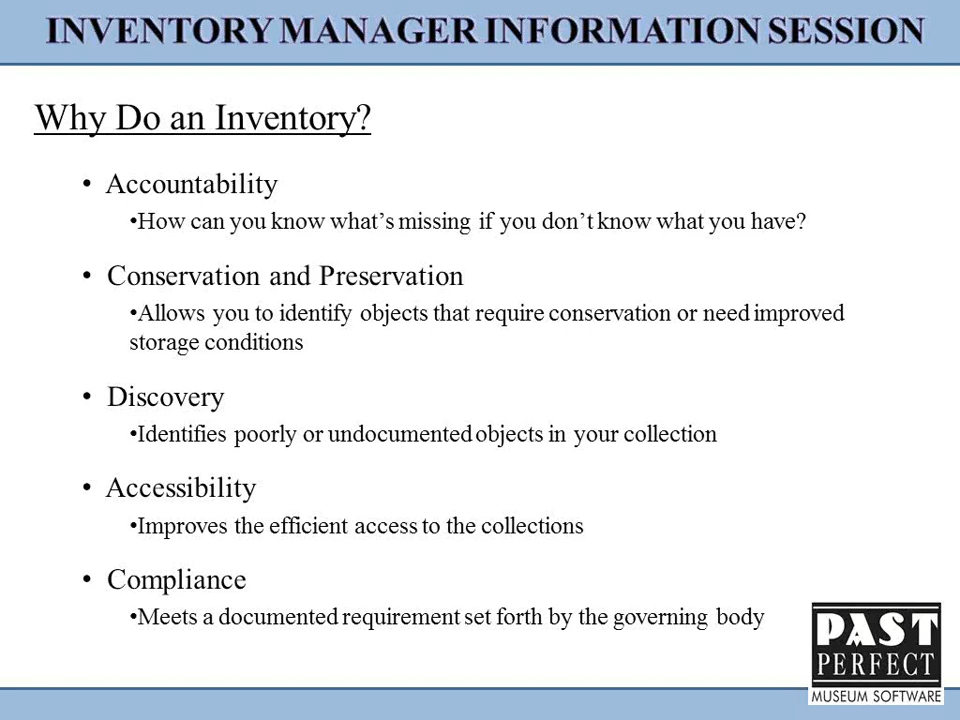 INVENTORY MANAGER INFORMATION SESSION
Why Do an Inventory?
• Accountability
•How can you know what's missing if you don't know what you have?
• Conservation and Preservation
•Allows you to identify objects that require conservation or need improved
storage conditions
• Discovery
•Identifies poorly or undocumented objects in your collection
• Accessibility
•Improves the efficient access to the collections
• Compliance
•Meets a documented requirement set forth by the governing body
PAST
PERFECT
MUSEUM SOFTWARE